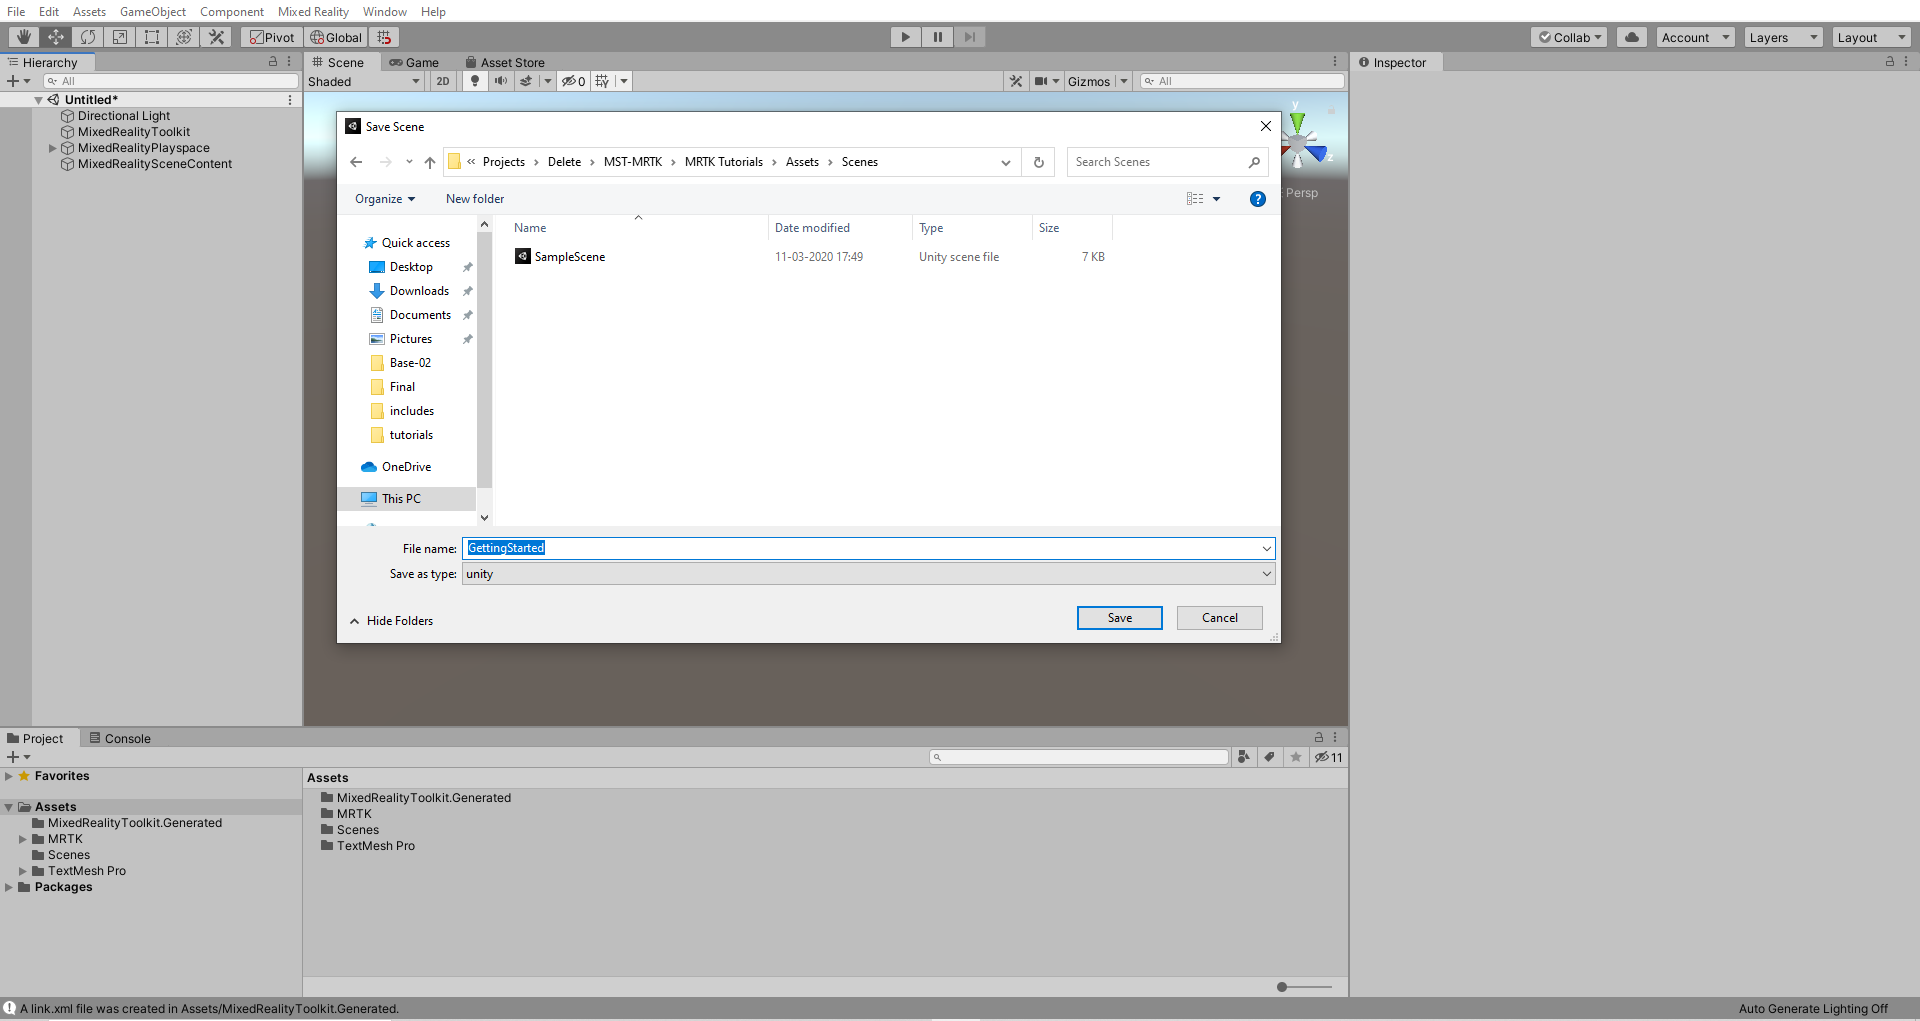 File Edit Assets GameObject Component Mixed Reality Window Help
Pivot Global Collab Account Layers Layout
Hierarchy Scene Game Asset Store Inspector
All Shaded 2D 0 Gizmos All
Untitled*
Directional Light
MixedRealityToolkit
MixedRealityPlayspace
MixedRealitySceneContent
y
z
Persp
Save Scene
« Projects › Delete › MST-MRTK › MRTK Tutorials › Assets › Scenes Search Scenes
Organize New folder ?
Name Date modified Type Size
SampleScene 11-03-2020 17:49 Unity scene file 7 KB
Quick access
Desktop
Downloads
Documents
Pictures
Base-02
Final
includes
tutorials
OneDrive
This PC
File name: GettingStarted
Save as type: unity
Hide Folders Save Cancel
Project Console
11
Favorites
Assets
MixedRealityToolkit.Generated
MRTK
Scenes
TextMesh Pro
Packages
Assets
MixedRealityToolkit.Generated
MRTK
Scenes
TextMesh Pro
A link.xml file was created in Assets/MixedRealityToolkit.Generated. Auto Generate Lighting Off